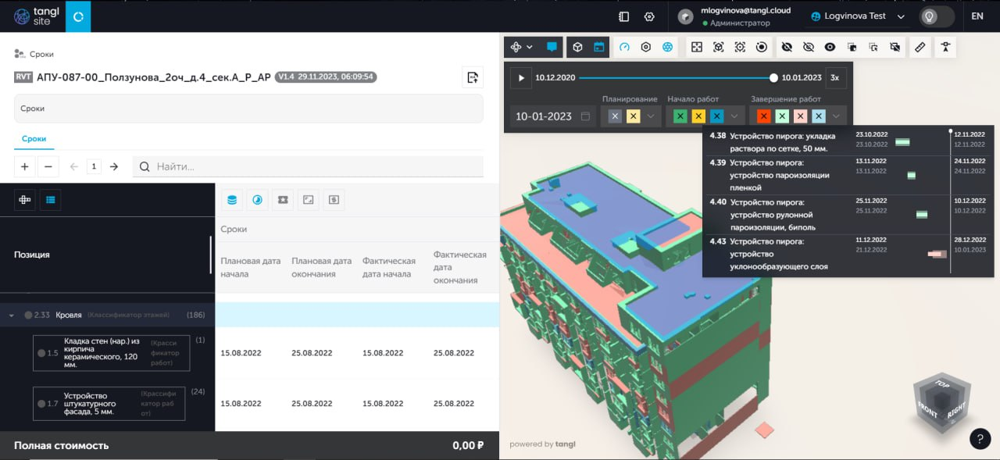 tangl
site
mlogvinova@tangl.cloud
Администратор
Logvinova Test
EN
Сроки
RVT АПУ-087-00_Ползунова_2оч_д.4_сек.А_Р_АР V1.4 29.11.2023, 06:09:54
Сроки
Сроки
1
Найти...
Позиция
Сроки
Плановая дата
начала
Плановая дата
окончания
Фактическая
дата начала
Фактическая
дата
окончания
2.33 Кровля (Классификатор этажей) (186)
1.5 Кладка стен (нар.) из
кирпича
керамического, 120
мм.
(Класси
фикатор
работ)
(1)
15.08.2022 25.08.2022 15.08.2022 25.08.2022
1.7 Устройство
штукатурного
фасада, 5 мм.
(Классифи
катор раб
от)
(24)
15.08.2022 25.08.2022 15.08.2022 25.08.2022
Полная стоимость 0,00 ₽
10.12.2020 10.01.2023 3x
Планирование Начало работ Завершение работ
10-01-2023
4.38 Устройство пирога: укладка
раствора по сетке, 50 мм.
23.10.2022
23.10.2022
12.11.2022
12.11.2022
4.39 Устройство пирога:
устройство пароизоляции
пленкой
13.11.2022
13.11.2022
24.11.2022
24.11.2022
4.40 Устройство пирога:
устройство рулонной
пароизоляции, биполь
25.11.2022
25.11.2022
10.12.2022
10.12.2022
4.43 Устройство пирога:
устройство
уклонообразующего слоя
11.12.2022
21.12.2022
28.12.2022
10.01.2023
TOP
FRONT
RIGHT
powered by tangl
?